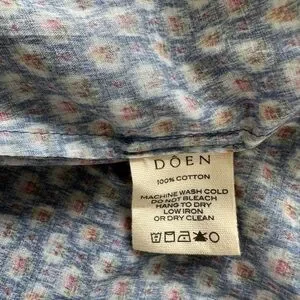 DÔEN
100% COTTON
MACHINE WASH COLD
DO NOT BLEACH
HANG TO DRY
LOW IRON
OR DRY CLEAN